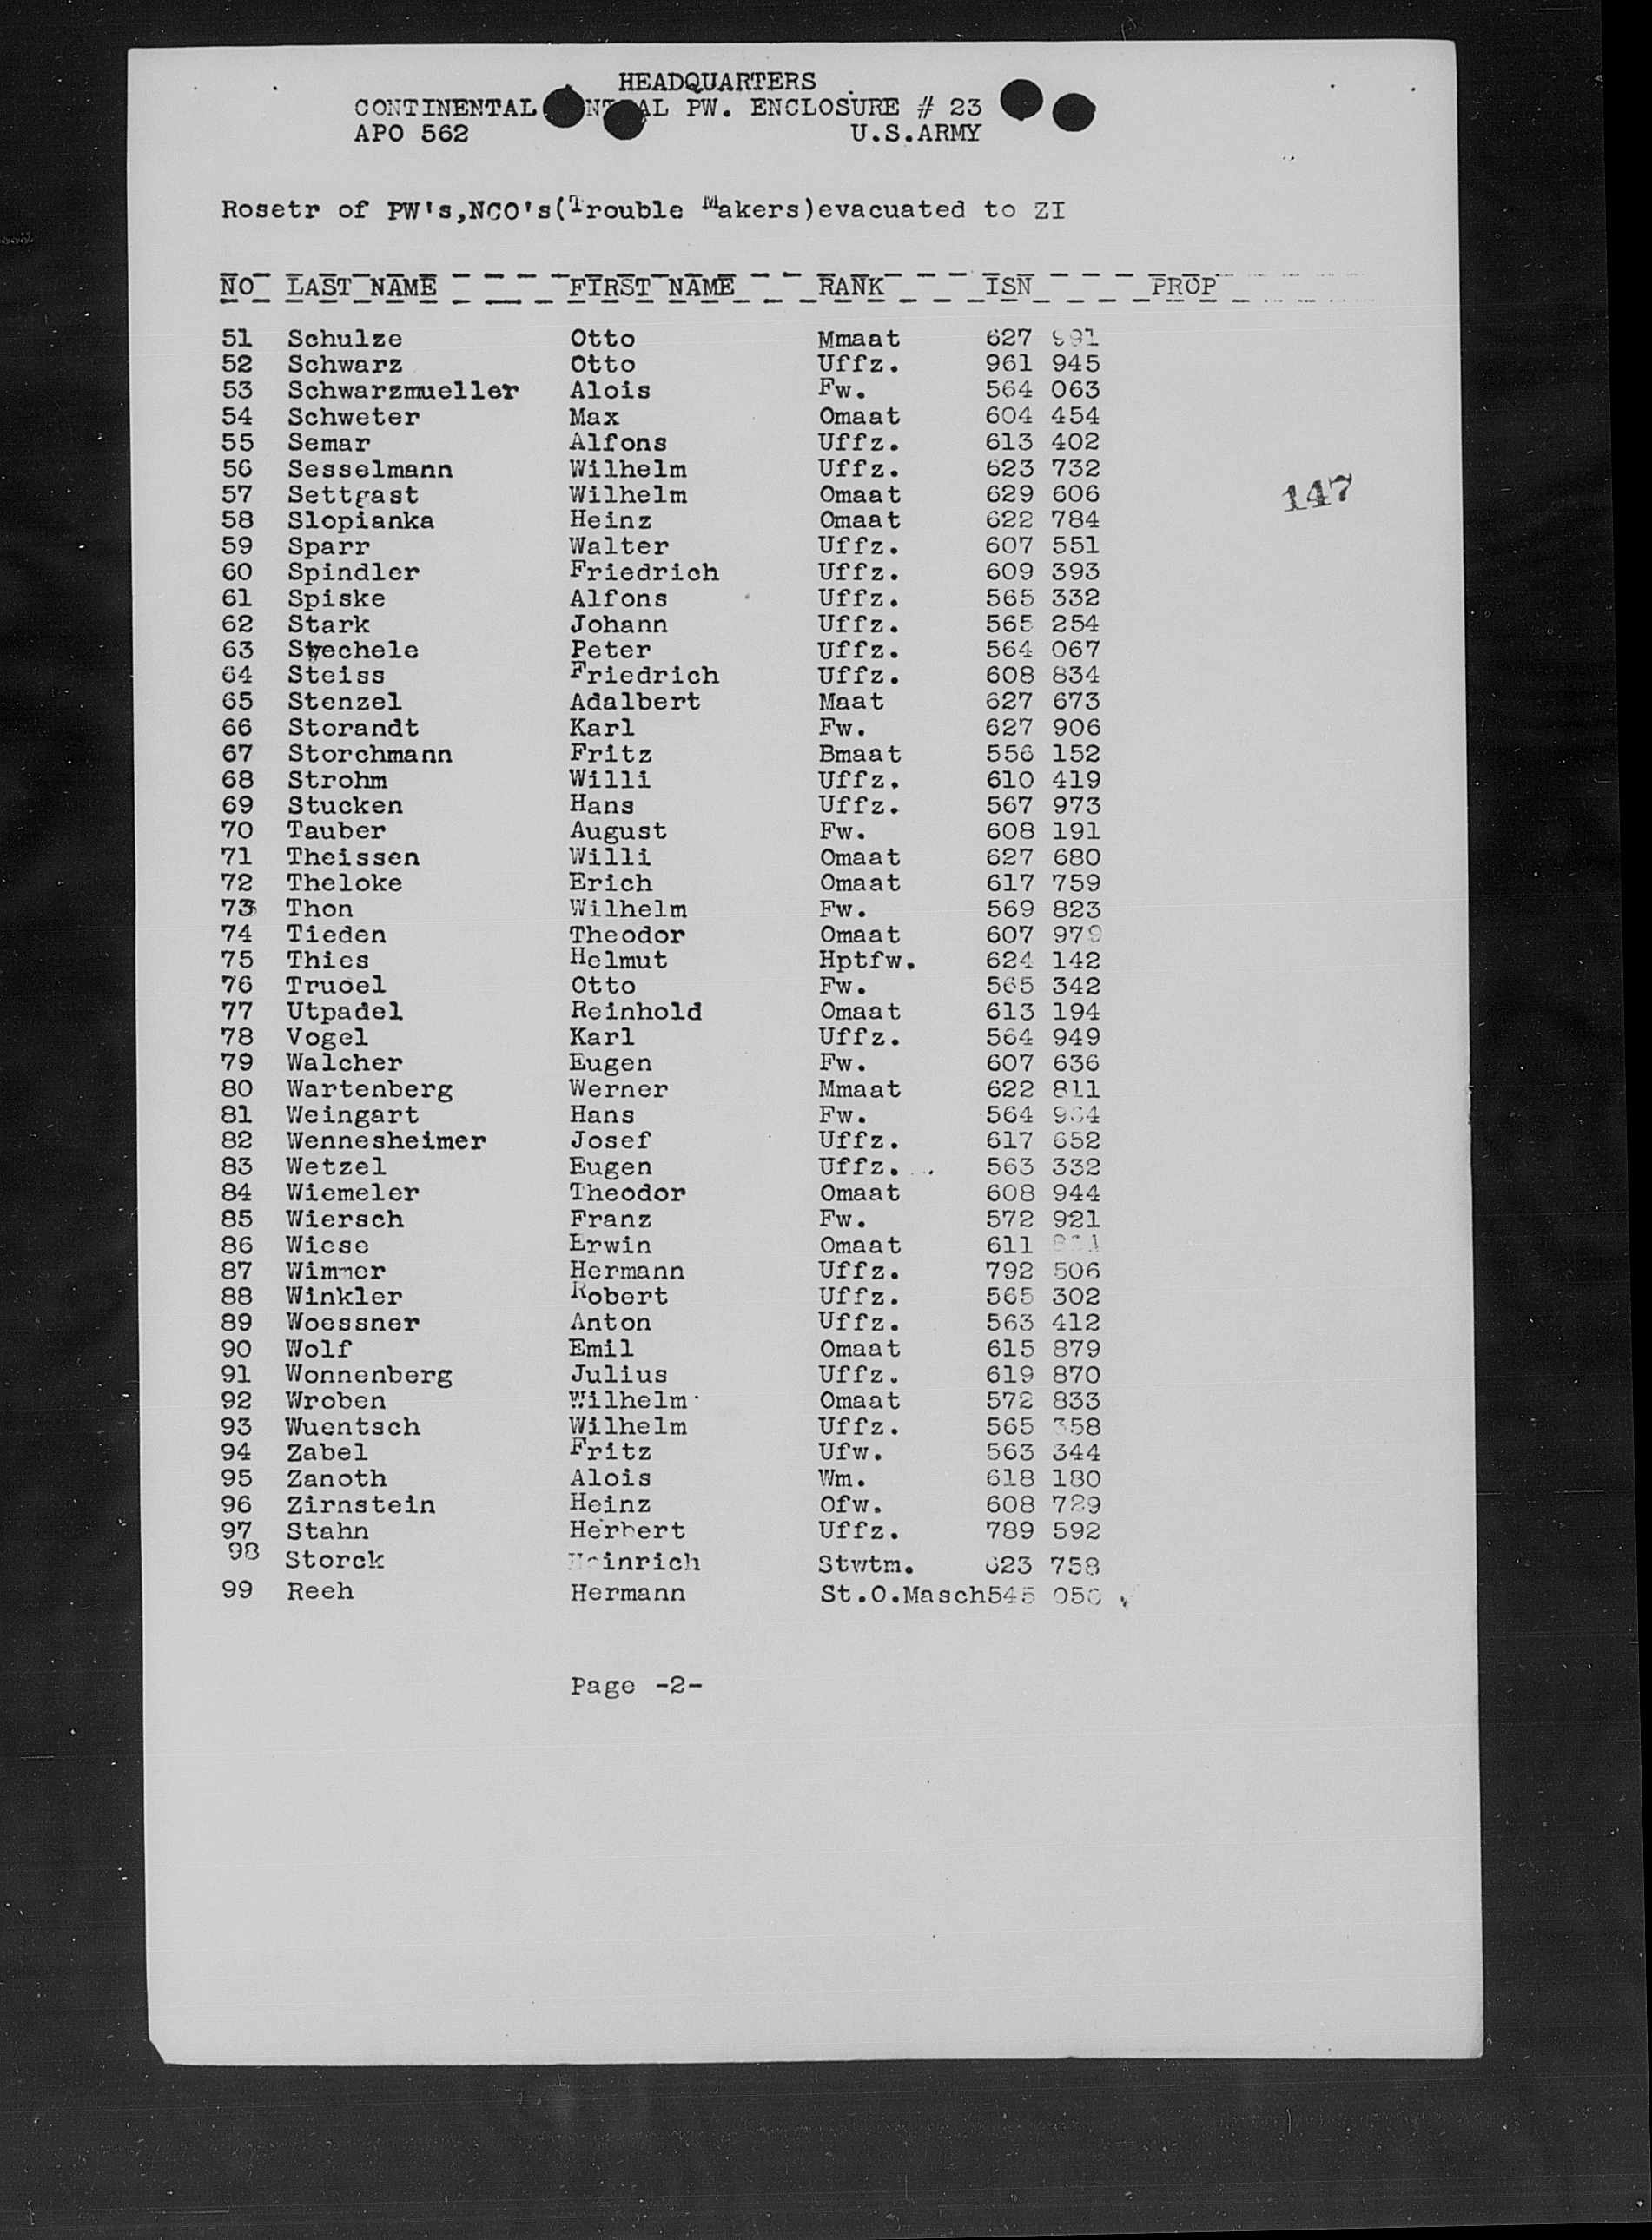 HEADQUARTERS
CONTINENTAL PW. ENCLOSURE # 23
APO 562 U.S.ARMY
Rosetr of PW's,NCO's(Trouble Makers)evacuated to ZI
NO LAST NAME FIRST NAME RANK ISN PROP
51 Schulze Otto Mmaat 627
52 Schwarz Otto Uffz. 961 945
53 Schwarzmueller Alois Fw. 564 063
54 Schweter Max Omaat 604 454
55 Semar Alfons Uffz. 613 402
56 Sesselmann Wilhelm Uffz. 623 732
147
57 Settgast Wilhelm Omaat 629 606
58 Slopianka Heinz Omaat 622 784
59 Sparr Walter Uffz. 607 551
60 Spindler Friedrich Uffz. 609 393
61 Spiske Alfons Uffz. 565 332
62 Stark Johann Uffz. 565 254
63 Peter Uffz. 564 067
64 Steiss Friedrich Uffz. 608 834
65 Stenzel Adalbert Maat 627 673
66 Storandt Karl Fw. 627 906
67 Storchmann Fritz Bmaat 556 152
68 Strohm Willi Uffz. 610 419
69 Stucken Hans Uffz. 567 973
70 Tauber August Fw. 608 191
71 Theissen Willi Omaat 627 680
72 Theloke Erich Omaat 617 759
73 Thon Wilhelm Fw. 569 823
74 Tieden Theodor Omaat 607 979
75 Thies Helmut Hptfw. 624 142
76 Otto Fw. 565 342
77 Utpadel Reinhold Omaat 613 194
78 Vogel Karl Uffz. 564 949
79 Walcher Eugen Fw. 607 636
80 Wartenberg Werner Mmaat 622 811
81 Weingart Hans Fw. 564
82 Wennesheimer Josef Uffz. 617 652
83 Wetzel Eugen Uffz. 563 332
84 Wiemeler Theodor Omaat 608 944
85 Wiersch Franz Fw. 572 921
86 Wiese Erwin Omaat 611
87 Wimmer Hermann Uffz. 792 506
88 Winkler Robert Uffz. 565 302
89 Woessner Anton Uffz. 563 412
90 Wolf Emil Omaat 615 879
91 Wonnenberg Julius Uffz. 619 870
92 Wroben Wilhelm Omaat 572 833
93 Wuentsch Wilhelm Uffz. 565 358
94 Zabel Fritz Ufw. 563 344
95 Zanoth Alois Wm. 618 180
96 Zirnstein Heinz Ofw. 608 729
97 Stahn Herbert Uffz. 789 592
98 Storck Heinrich Stwtm. 623 758
99 Reeh Hermann St.O.Masch545
Page -2-